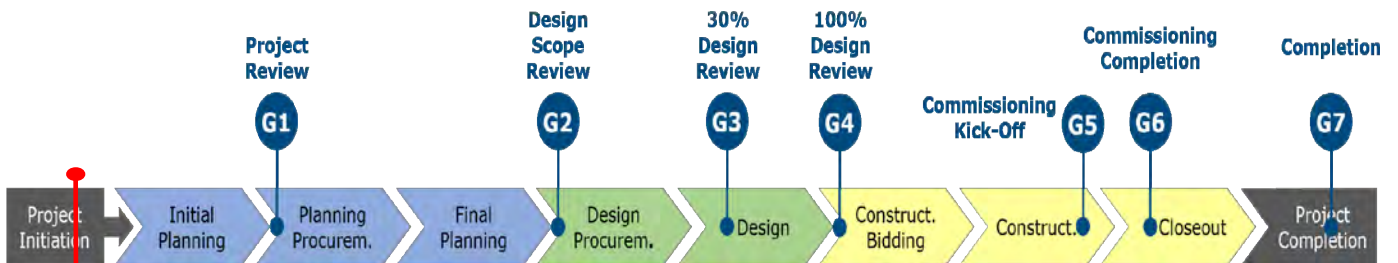 Project
Review
Design
Scope
Review
30%
Design
Review
100%
Design
Review
Commissioning
Completion
Completion
Commissioning
Kick-Off
G1
G2
G3
G4
G5
G6
G7
Project
Initiation
Initial
Planning
Planning
Procurem.
Final
Planning
Design
Procurem.
Design
Construct.
Bidding
Construct.
Closeout
Project
Completion